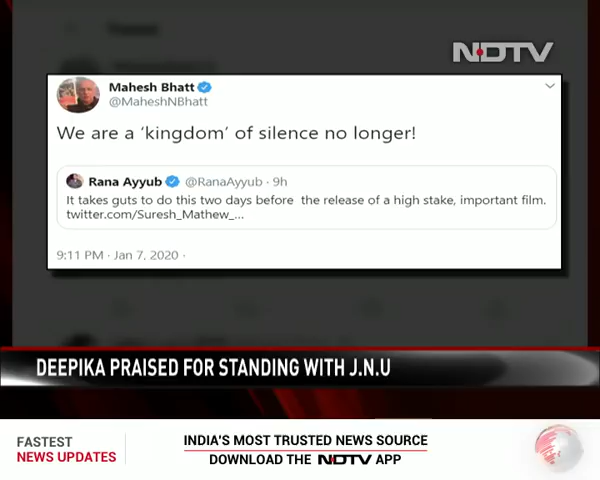 NDTV
Mahesh Bhatt
@MaheshNBhatt
We are a ‘kingdom’ of silence no longer!
Rana Ayyub @RanaAyyub · 9h
It takes guts to do this two days before the release of a high stake, important film.
twitter.com/Suresh_Mathew_...
9:11 PM · Jan 7, 2020 ·
DEEPIKA PRAISED FOR STANDING WITH J.N.U
FASTEST
NEWS UPDATES
INDIA'S MOST TRUSTED NEWS SOURCE
DOWNLOAD THE NDTV APP